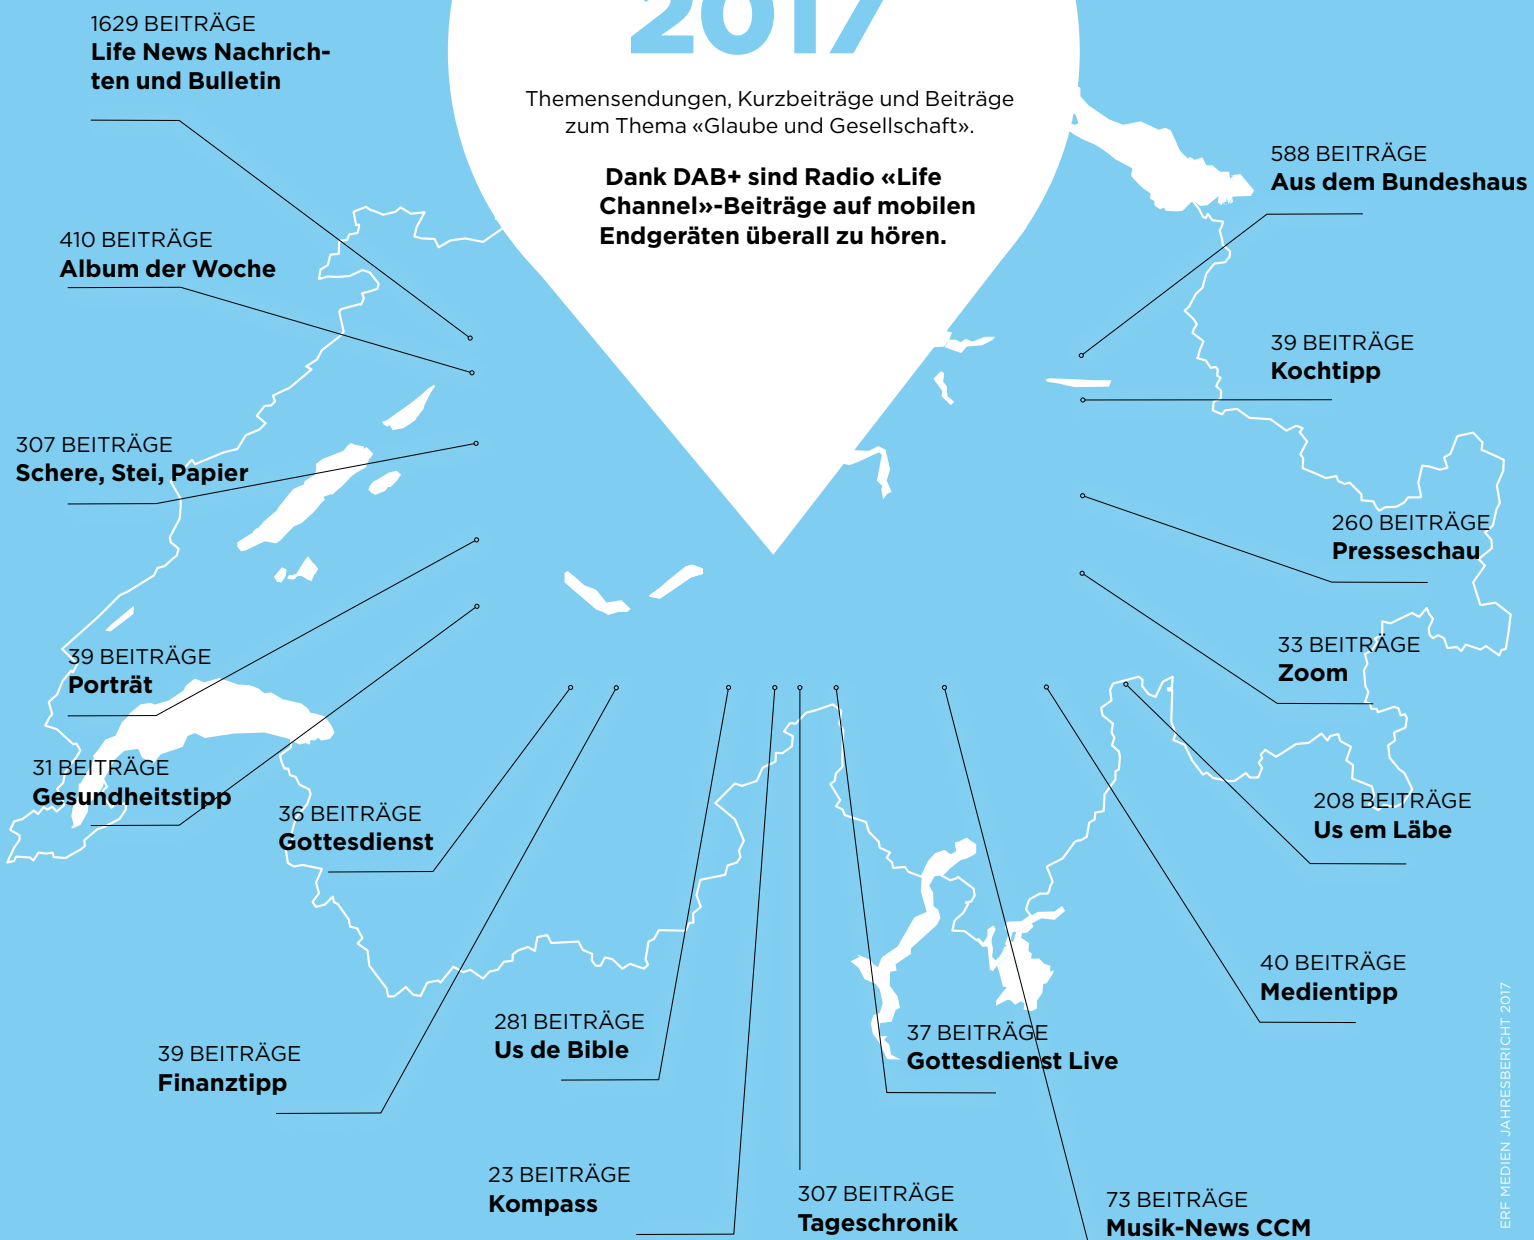 2017
Themensendungen, Kurzbeiträge und Beiträge
zum Thema «Glaube und Gesellschaft».
Dank DAB+ sind Radio «Life
Channel»-Beiträge auf mobilen
Endgeräten überall zu hören.
1629 BEITRÄGE
Life News Nachrich-
ten und Bulletin
410 BEITRÄGE
Album der Woche
307 BEITRÄGE
Schere, Stei, Papier
39 BEITRÄGE
Porträt
31 BEITRÄGE
Gesundheitstipp
36 BEITRÄGE
Gottesdienst
39 BEITRÄGE
Finanztipp
281 BEITRÄGE
Us de Bible
23 BEITRÄGE
Kompass
307 BEITRÄGE
Tageschronik
37 BEITRÄGE
Gottesdienst Live
73 BEITRÄGE
Musik-News CCM
40 BEITRÄGE
Medientipp
208 BEITRÄGE
Us em Läbe
33 BEITRÄGE
Zoom
260 BEITRÄGE
Presseschau
39 BEITRÄGE
Kochtipp
588 BEITRÄGE
Aus dem Bundeshaus
ERF MEDIEN JAHRESBERICHT 2017